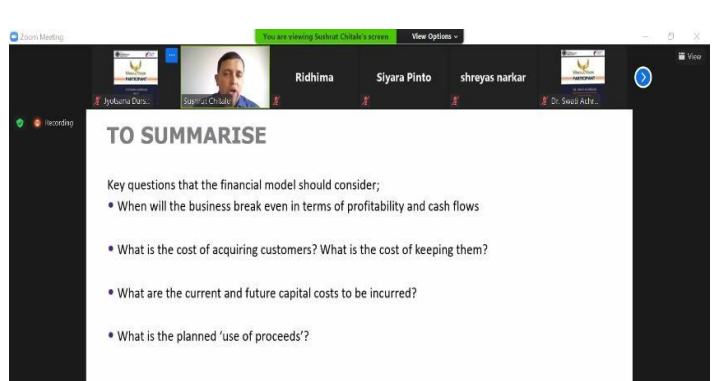 Zoom Meeting
You are viewing Sushrut Chitale's screen
View Options
View
PARTICIPANT
Ridhima
Siyara Pinto
shreyas narkar
PARTICIPANT
Sushrut Chitale
Dr. Swati Achr...
Recording
TO SUMMARISE
Key questions that the financial model should consider;
• When will the business break even in terms of profitability and cash flows
• What is the cost of acquiring customers? What is the cost of keeping them?
• What are the current and future capital costs to be incurred?
• What is the planned ‘use of proceeds’?